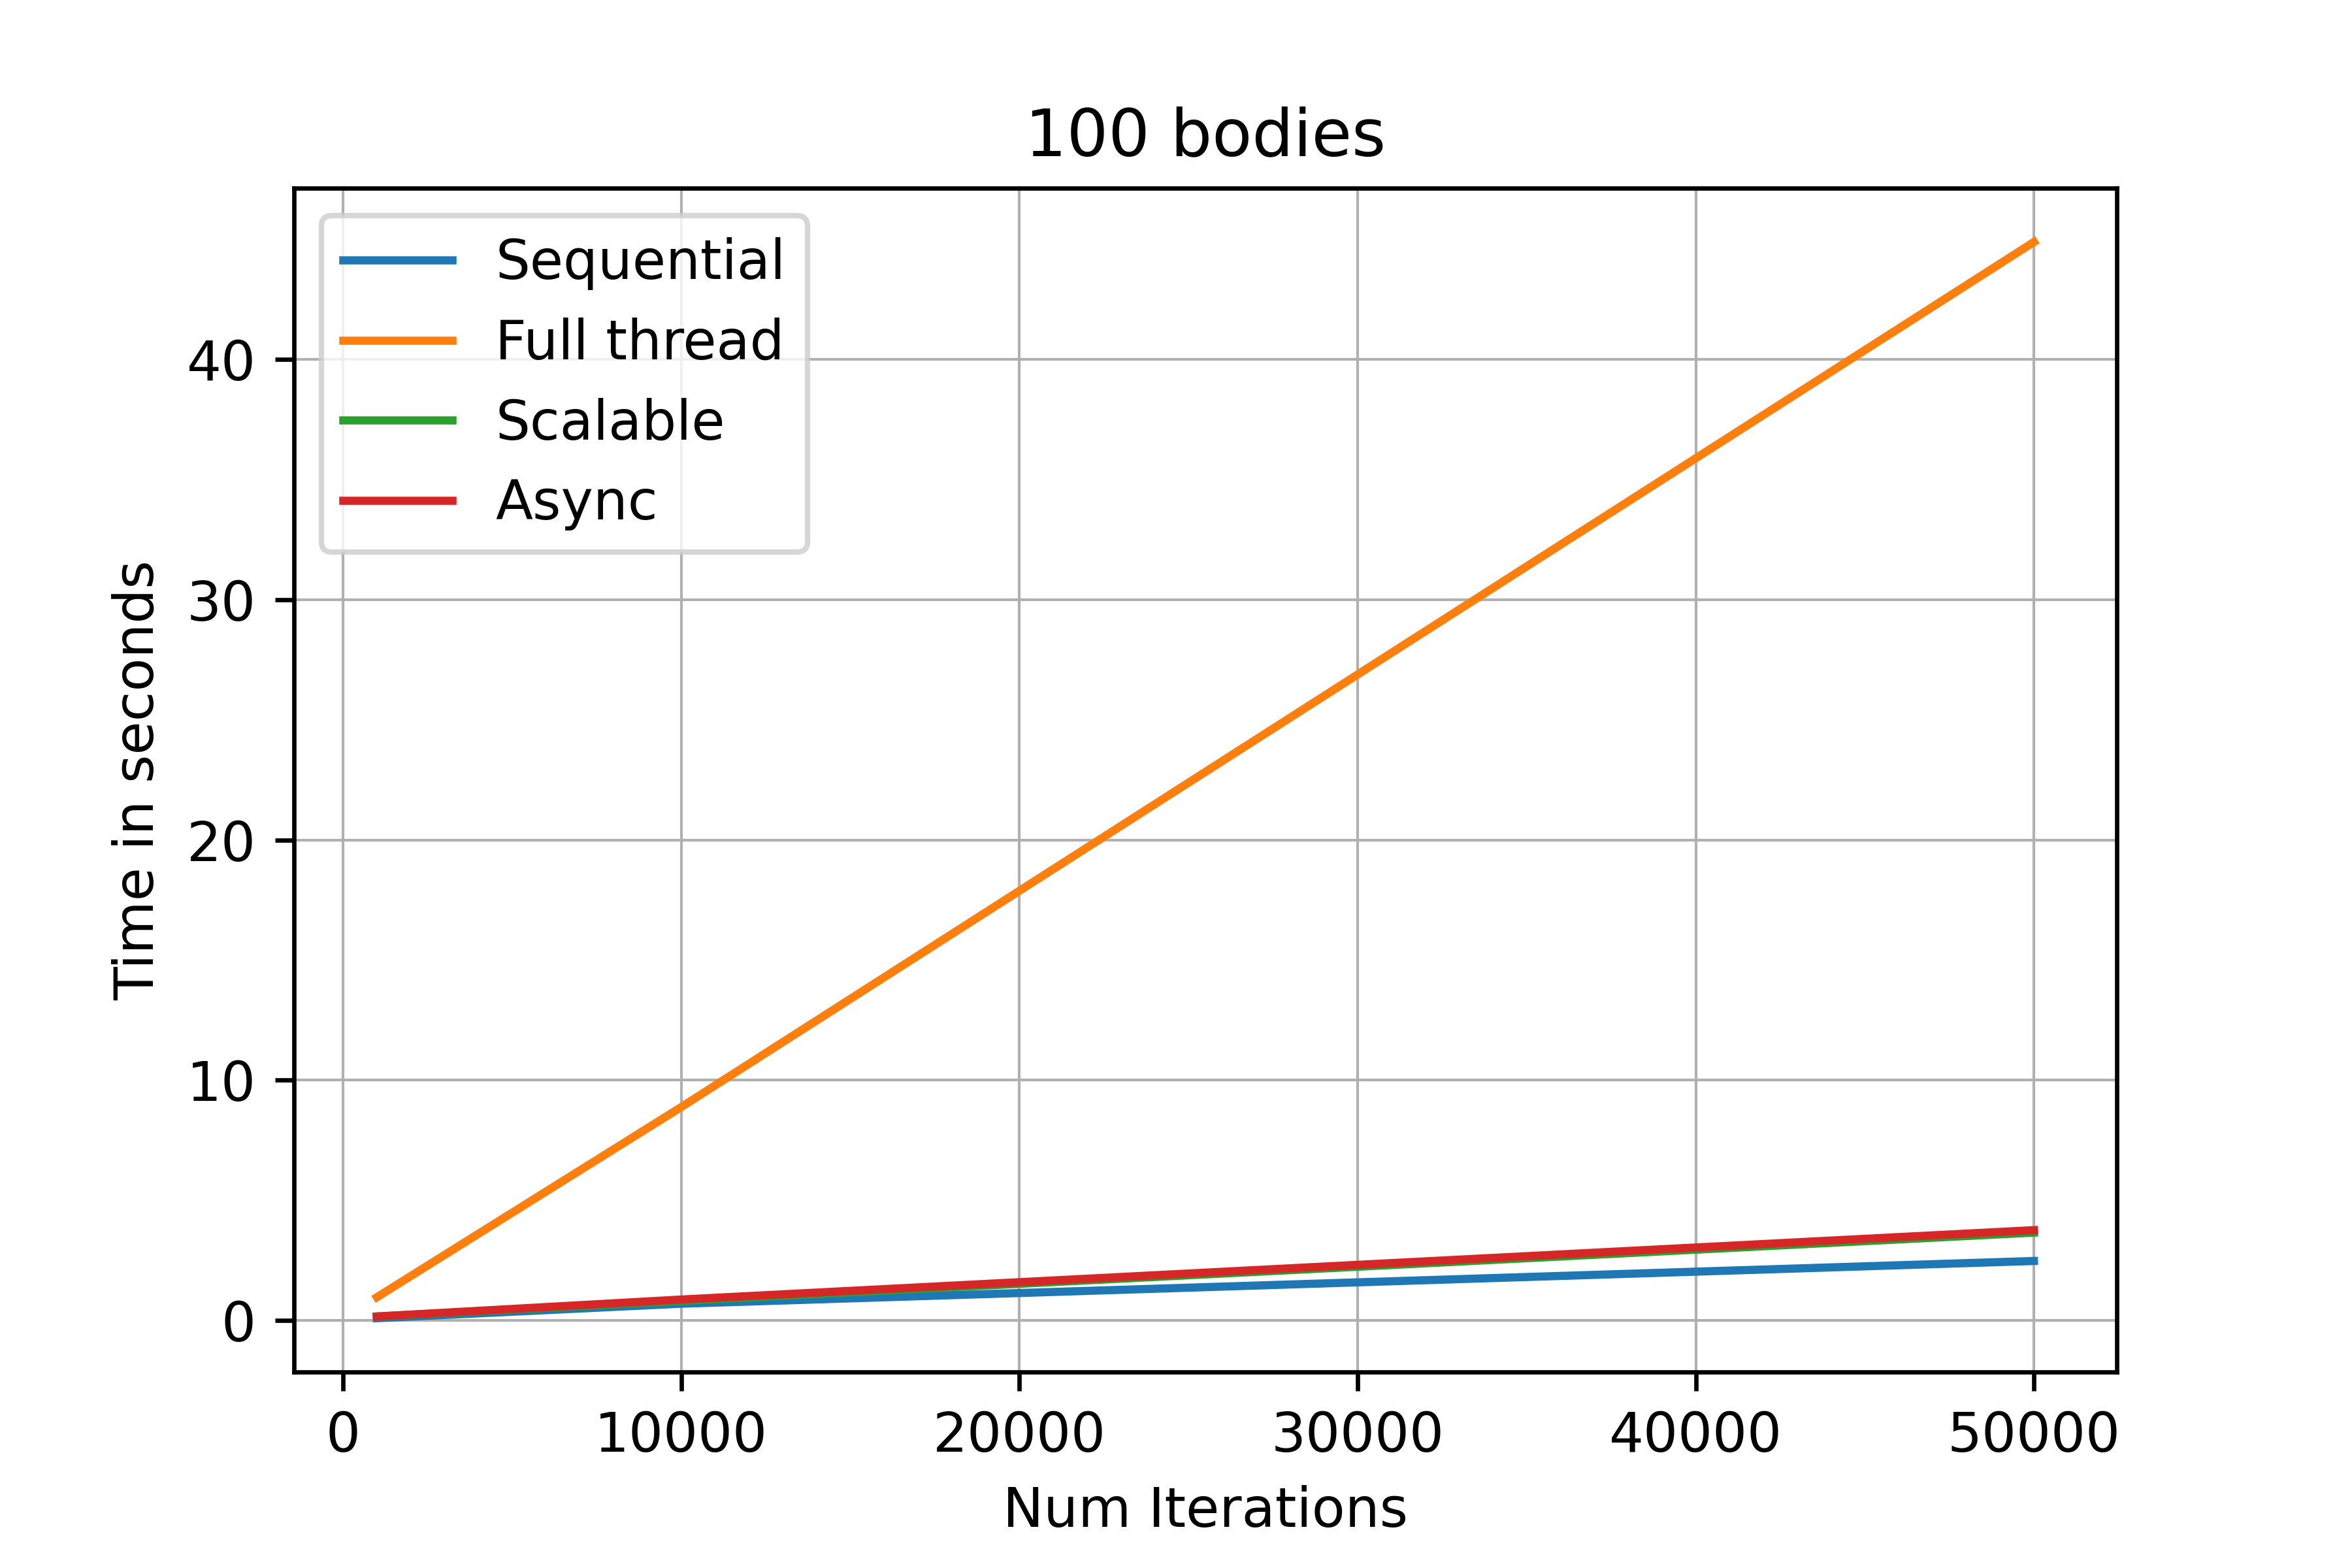 100 bodies
Sequential
Full thread
Scalable
Async
Time in seconds
40
30
20
10
0
0 10000 20000 30000 40000 50000
Num Iterations